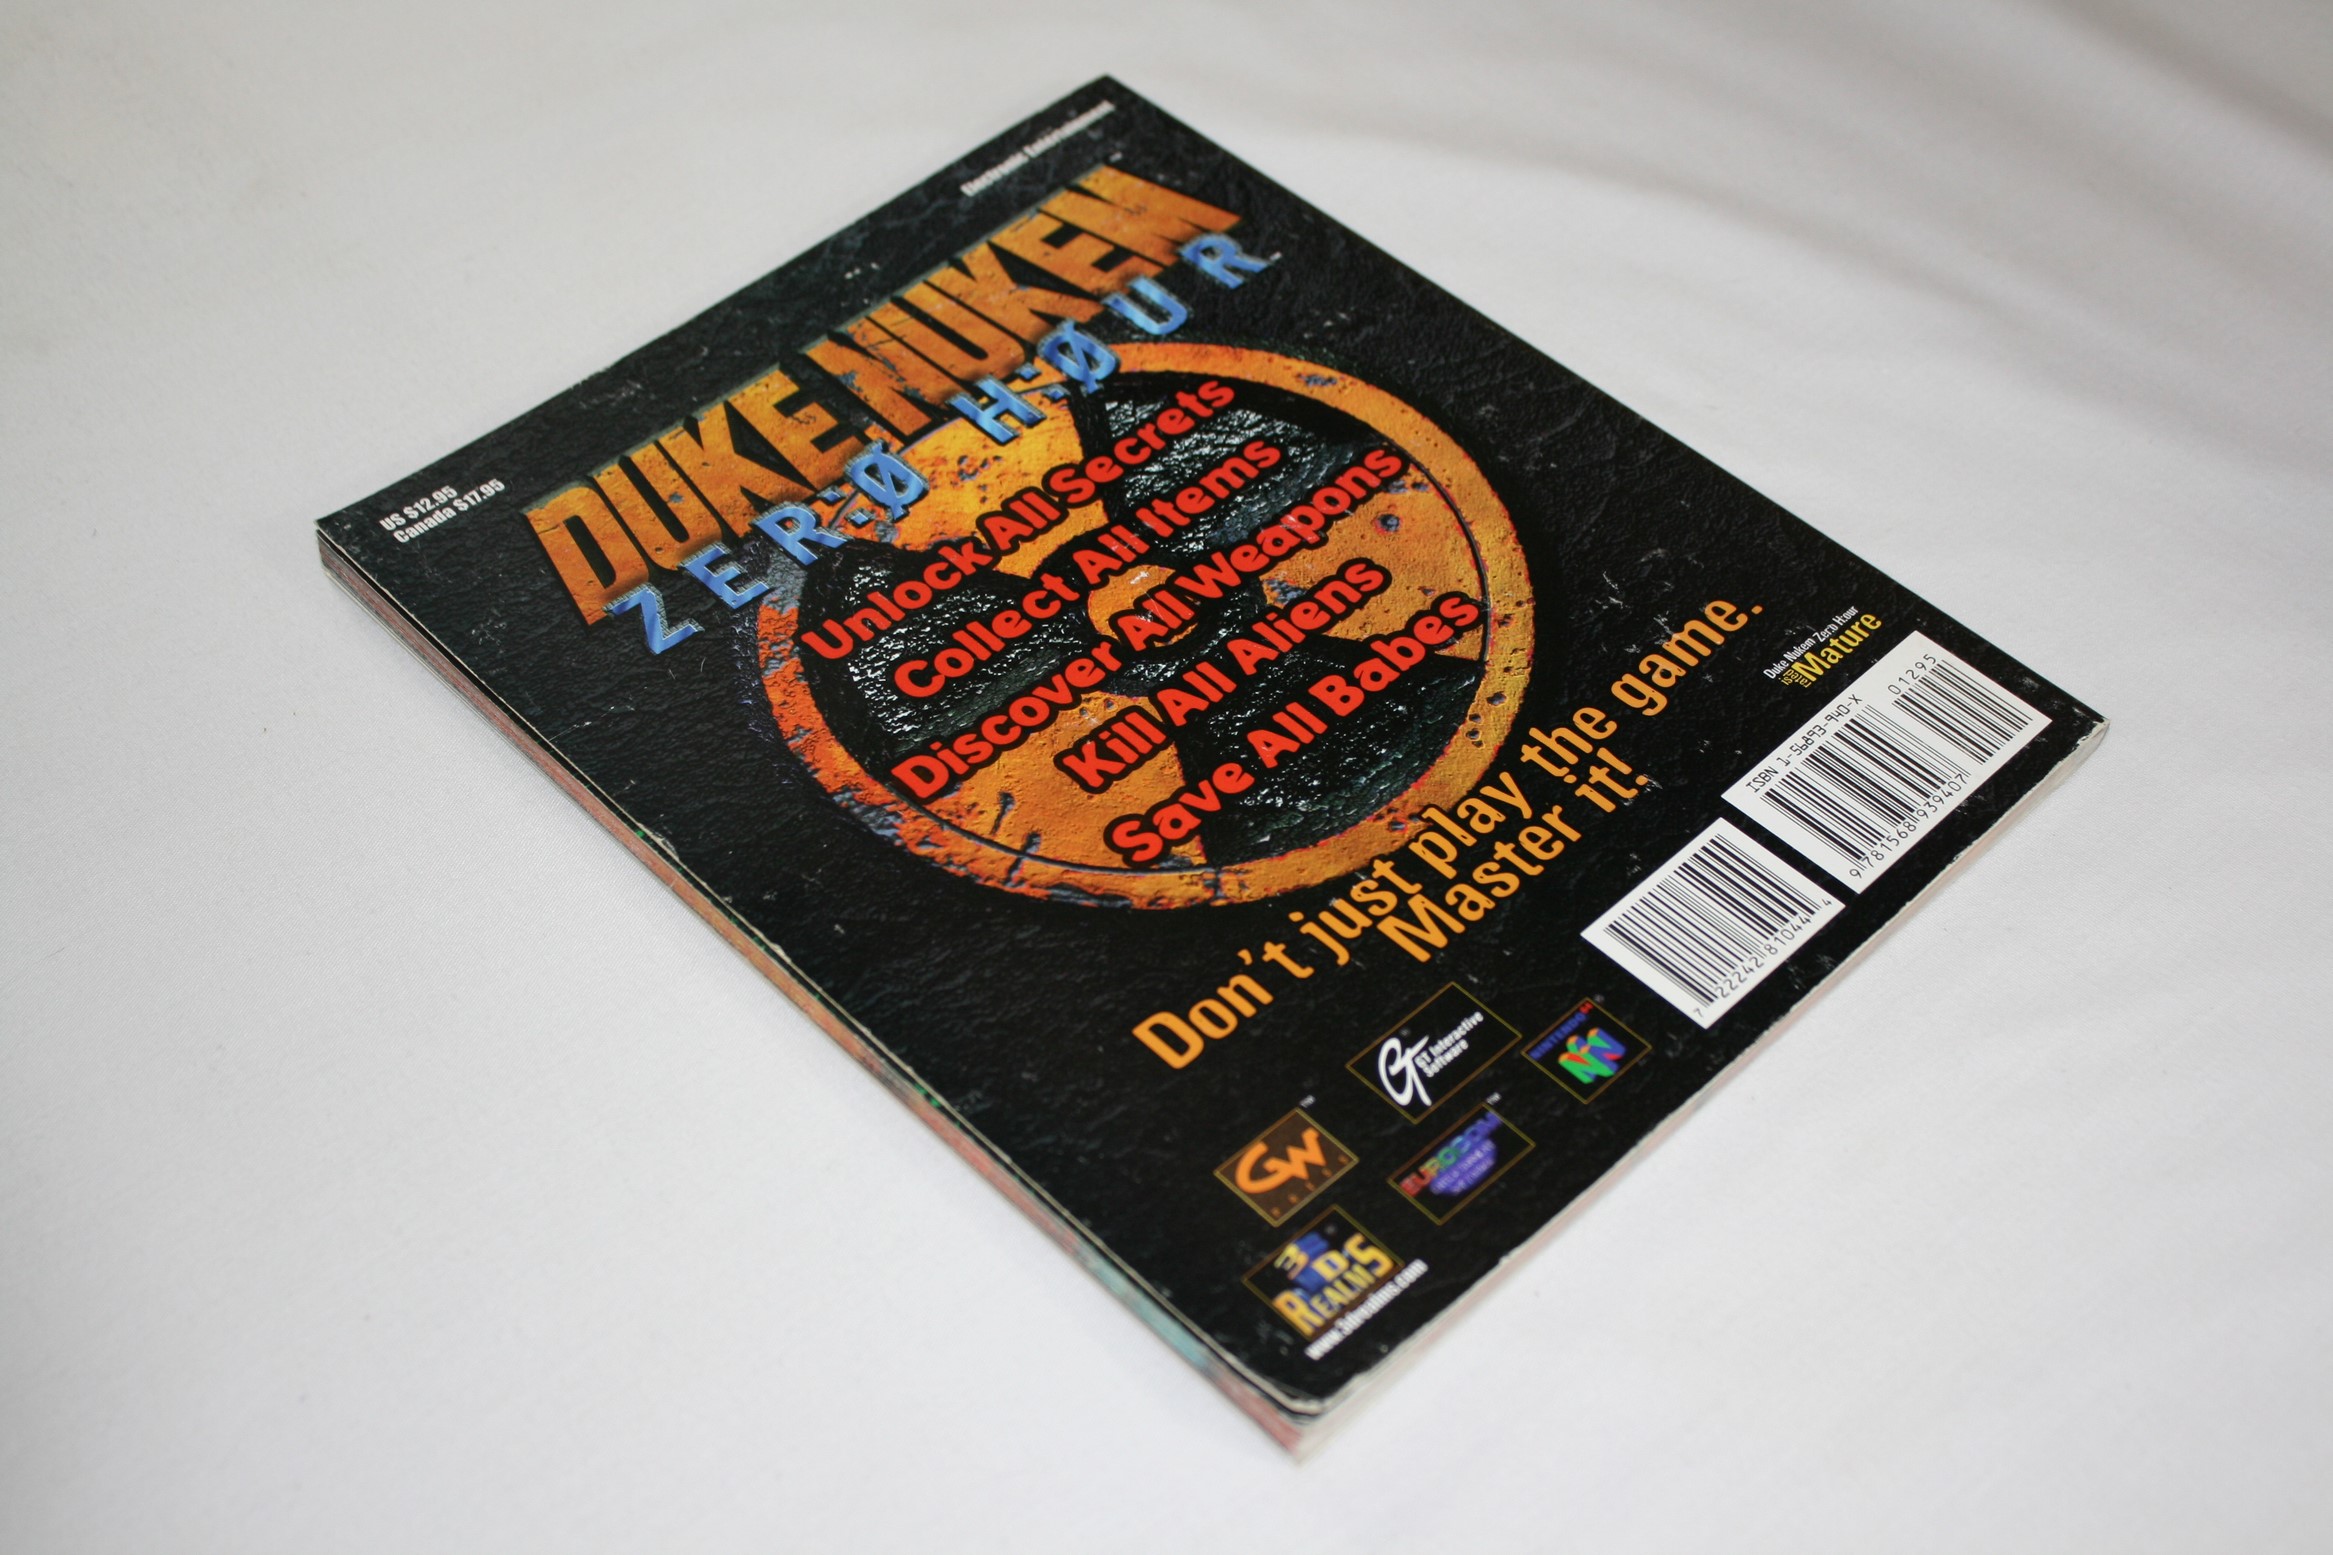 Electronic Entertainment
US $12.95
Canada $17.95
DUKE NUKEM
ZER:Ø H:ØUR
Unlock All Secrets
Collect All Items
Discover All Weapons
Kill All Aliens
Save All Babes
Don't just play the game.
Master it!
Duke Nukem Zero Hour
is rated
Mature
ISBN 1-56893-940-X
01295
9 781568 939407
7 22242 81044 4
GT Interactive
Software
NINTENDO 64
GW
EUROCOM
3D
REALMS
www.3drealms.com